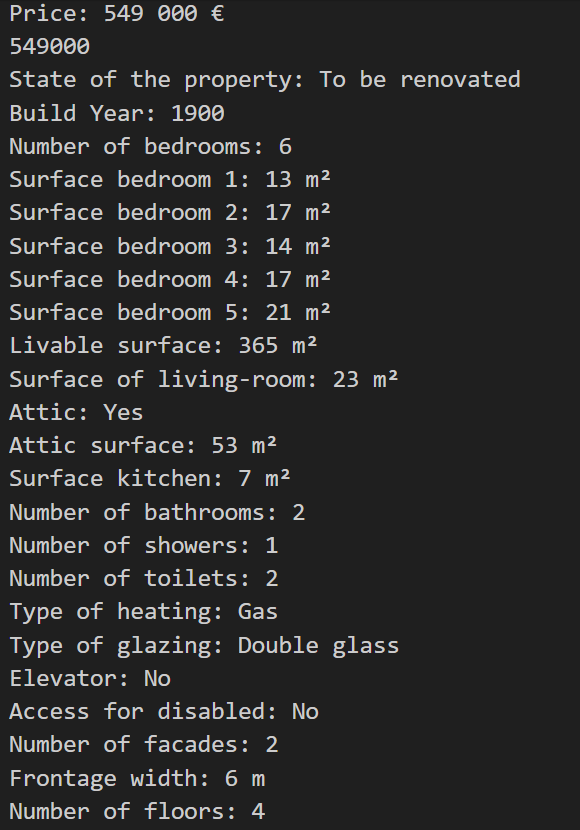 Price: 549 000 €
549000
State of the property: To be renovated
Build Year: 1900
Number of bedrooms: 6
Surface bedroom 1: 13 m²
Surface bedroom 2: 17 m²
Surface bedroom 3: 14 m²
Surface bedroom 4: 17 m²
Surface bedroom 5: 21 m²
Livable surface: 365 m²
Surface of living-room: 23 m²
Attic: Yes
Attic surface: 53 m²
Surface kitchen: 7 m²
Number of bathrooms: 2
Number of showers: 1
Number of toilets: 2
Type of heating: Gas
Type of glazing: Double glass
Elevator: No
Access for disabled: No
Number of facades: 2
Frontage width: 6 m
Number of floors: 4